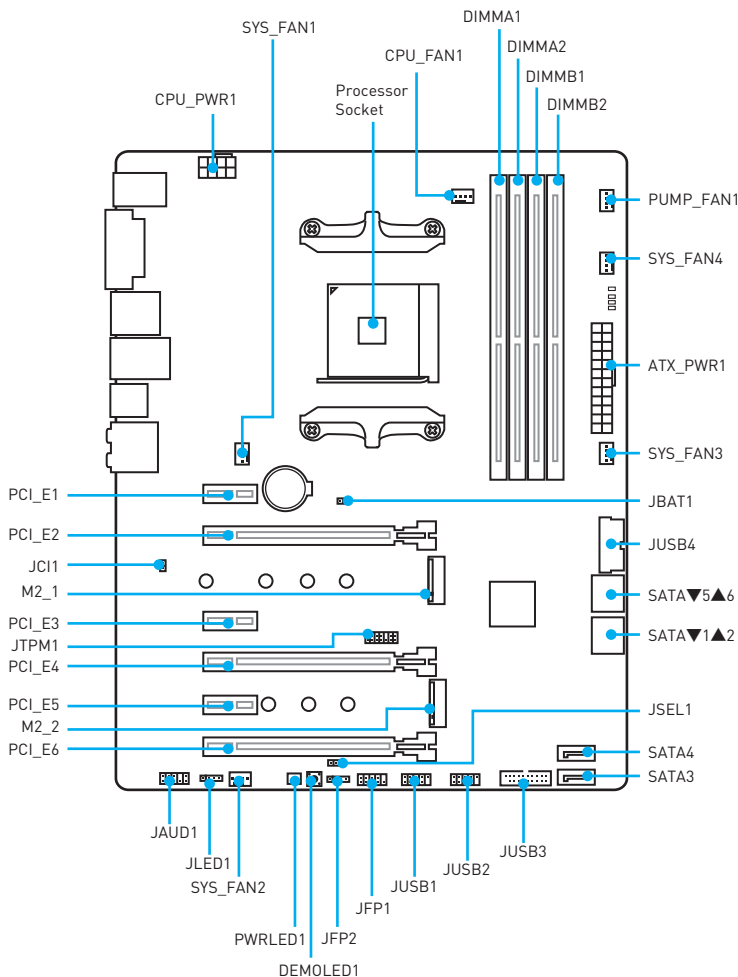 DIMMA1
SYS_FAN1
DIMMA2
CPU_FAN1
DIMMB1
Processor
Socket
CPU_PWR1
DIMMB2
PUMP_FAN1
SYS_FAN4
ATX_PWR1
SYS_FAN3
PCI_E1
JBAT1
PCI_E2
JUSB4
JCI1
M2_1
SATA▼5▲6
PCI_E3
SATA▼1▲2
JTPM1
PCI_E4
PCI_E5
JSEL1
M2_2
PCI_E6
SATA4
SATA3
JAUD1
JLED1
SYS_FAN2
PWRLED1
DEMOLED1
JFP2
JFP1
JUSB1
JUSB2
JUSB3